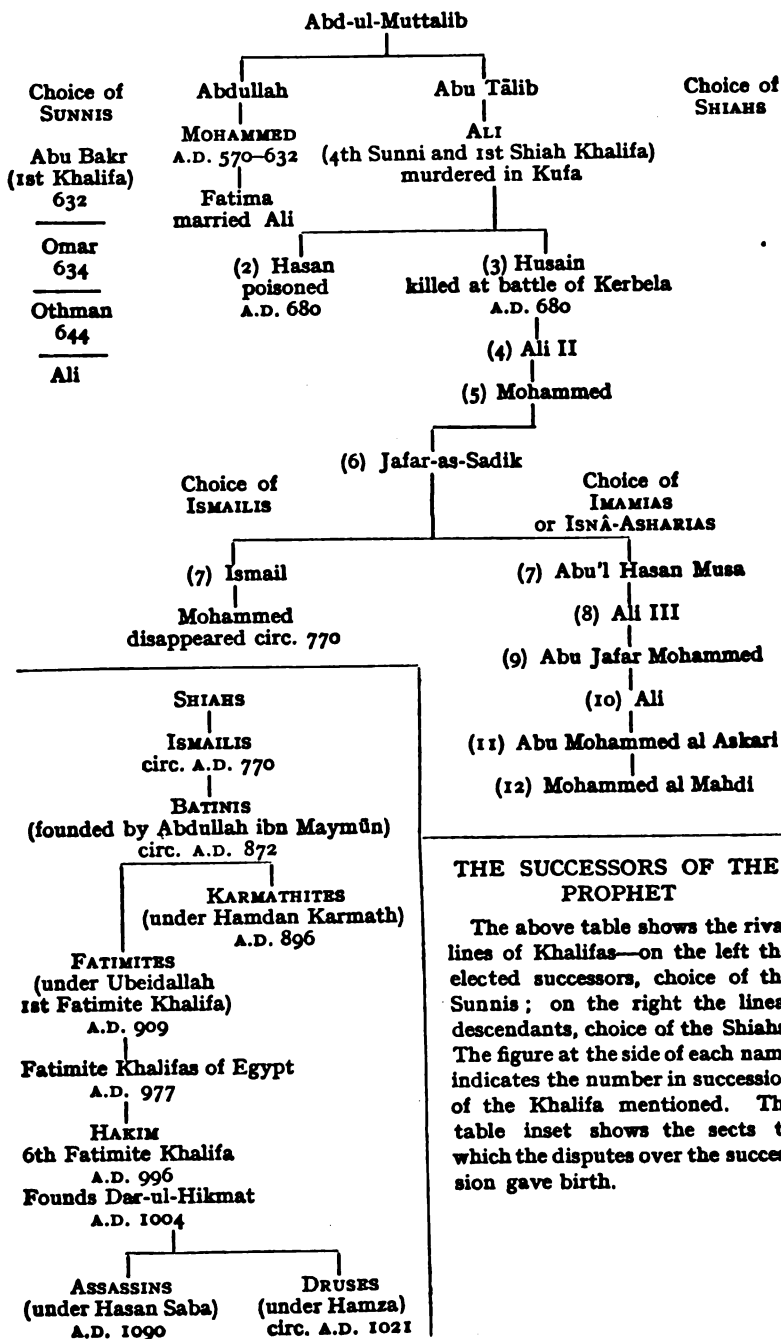 Abd-ul-Muttalib
Choice of
SUNNIS
Abu Bakr
(1st Khalifa)
632
Omar
634
Othman
644
Ali
Abdullah
MOHAMMED
A.D. 570–632
Fatima
married Ali
Abu Tālib
ALI
(4th Sunni and 1st Shiah Khalifa)
murdered in Kufa
Choice of
SHIAHS
(2) Hasan
poisoned
A.D. 680
(3) Husain
killed at battle of Kerbela
A.D. 680
(4) Ali II
(5) Mohammed
(6) Jafar-as-Sadik
Choice of
ISMAILIS
(7) Ismail
Mohammed
disappeared circ. 770
Choice of
IMAMIAS
or ISNÂ-ASHARIAS
(7) Abu'l Hasan Musa
(8) Ali III
(9) Abu Jafar Mohammed
(10) Ali
(11) Abu Mohammed al Askari
(12) Mohammed al Mahdi
SHIAHS
ISMAILIS
circ. A.D. 770
BATINIS
(founded by Abdullah ibn Maymūn)
circ. A.D. 872
KARMATHITES
(under Hamdan Karmath)
A.D. 896
FATIMITES
(under Ubeidallah
1st Fatimite Khalifa)
A.D. 909
Fatimite Khalifas of Egypt
A.D. 977
HAKIM
6th Fatimite Khalifa
A.D. 996
Founds Dar-ul-Hikmat
A.D. 1004
ASSASSINS
(under Hasan Saba)
A.D. 1090
DRUSES
(under Hamza)
circ. A.D. 1021
THE SUCCESSORS OF THE
PROPHET
The above table shows the riva
lines of Khalifas—on the left th
elected successors, choice of th
Sunnis; on the right the linea
descendants, choice of the Shiahs
The figure at the side of each nam
indicates the number in successio
of the Khalifa mentioned. Th
table inset shows the sects t
which the disputes over the succes
sion gave birth.